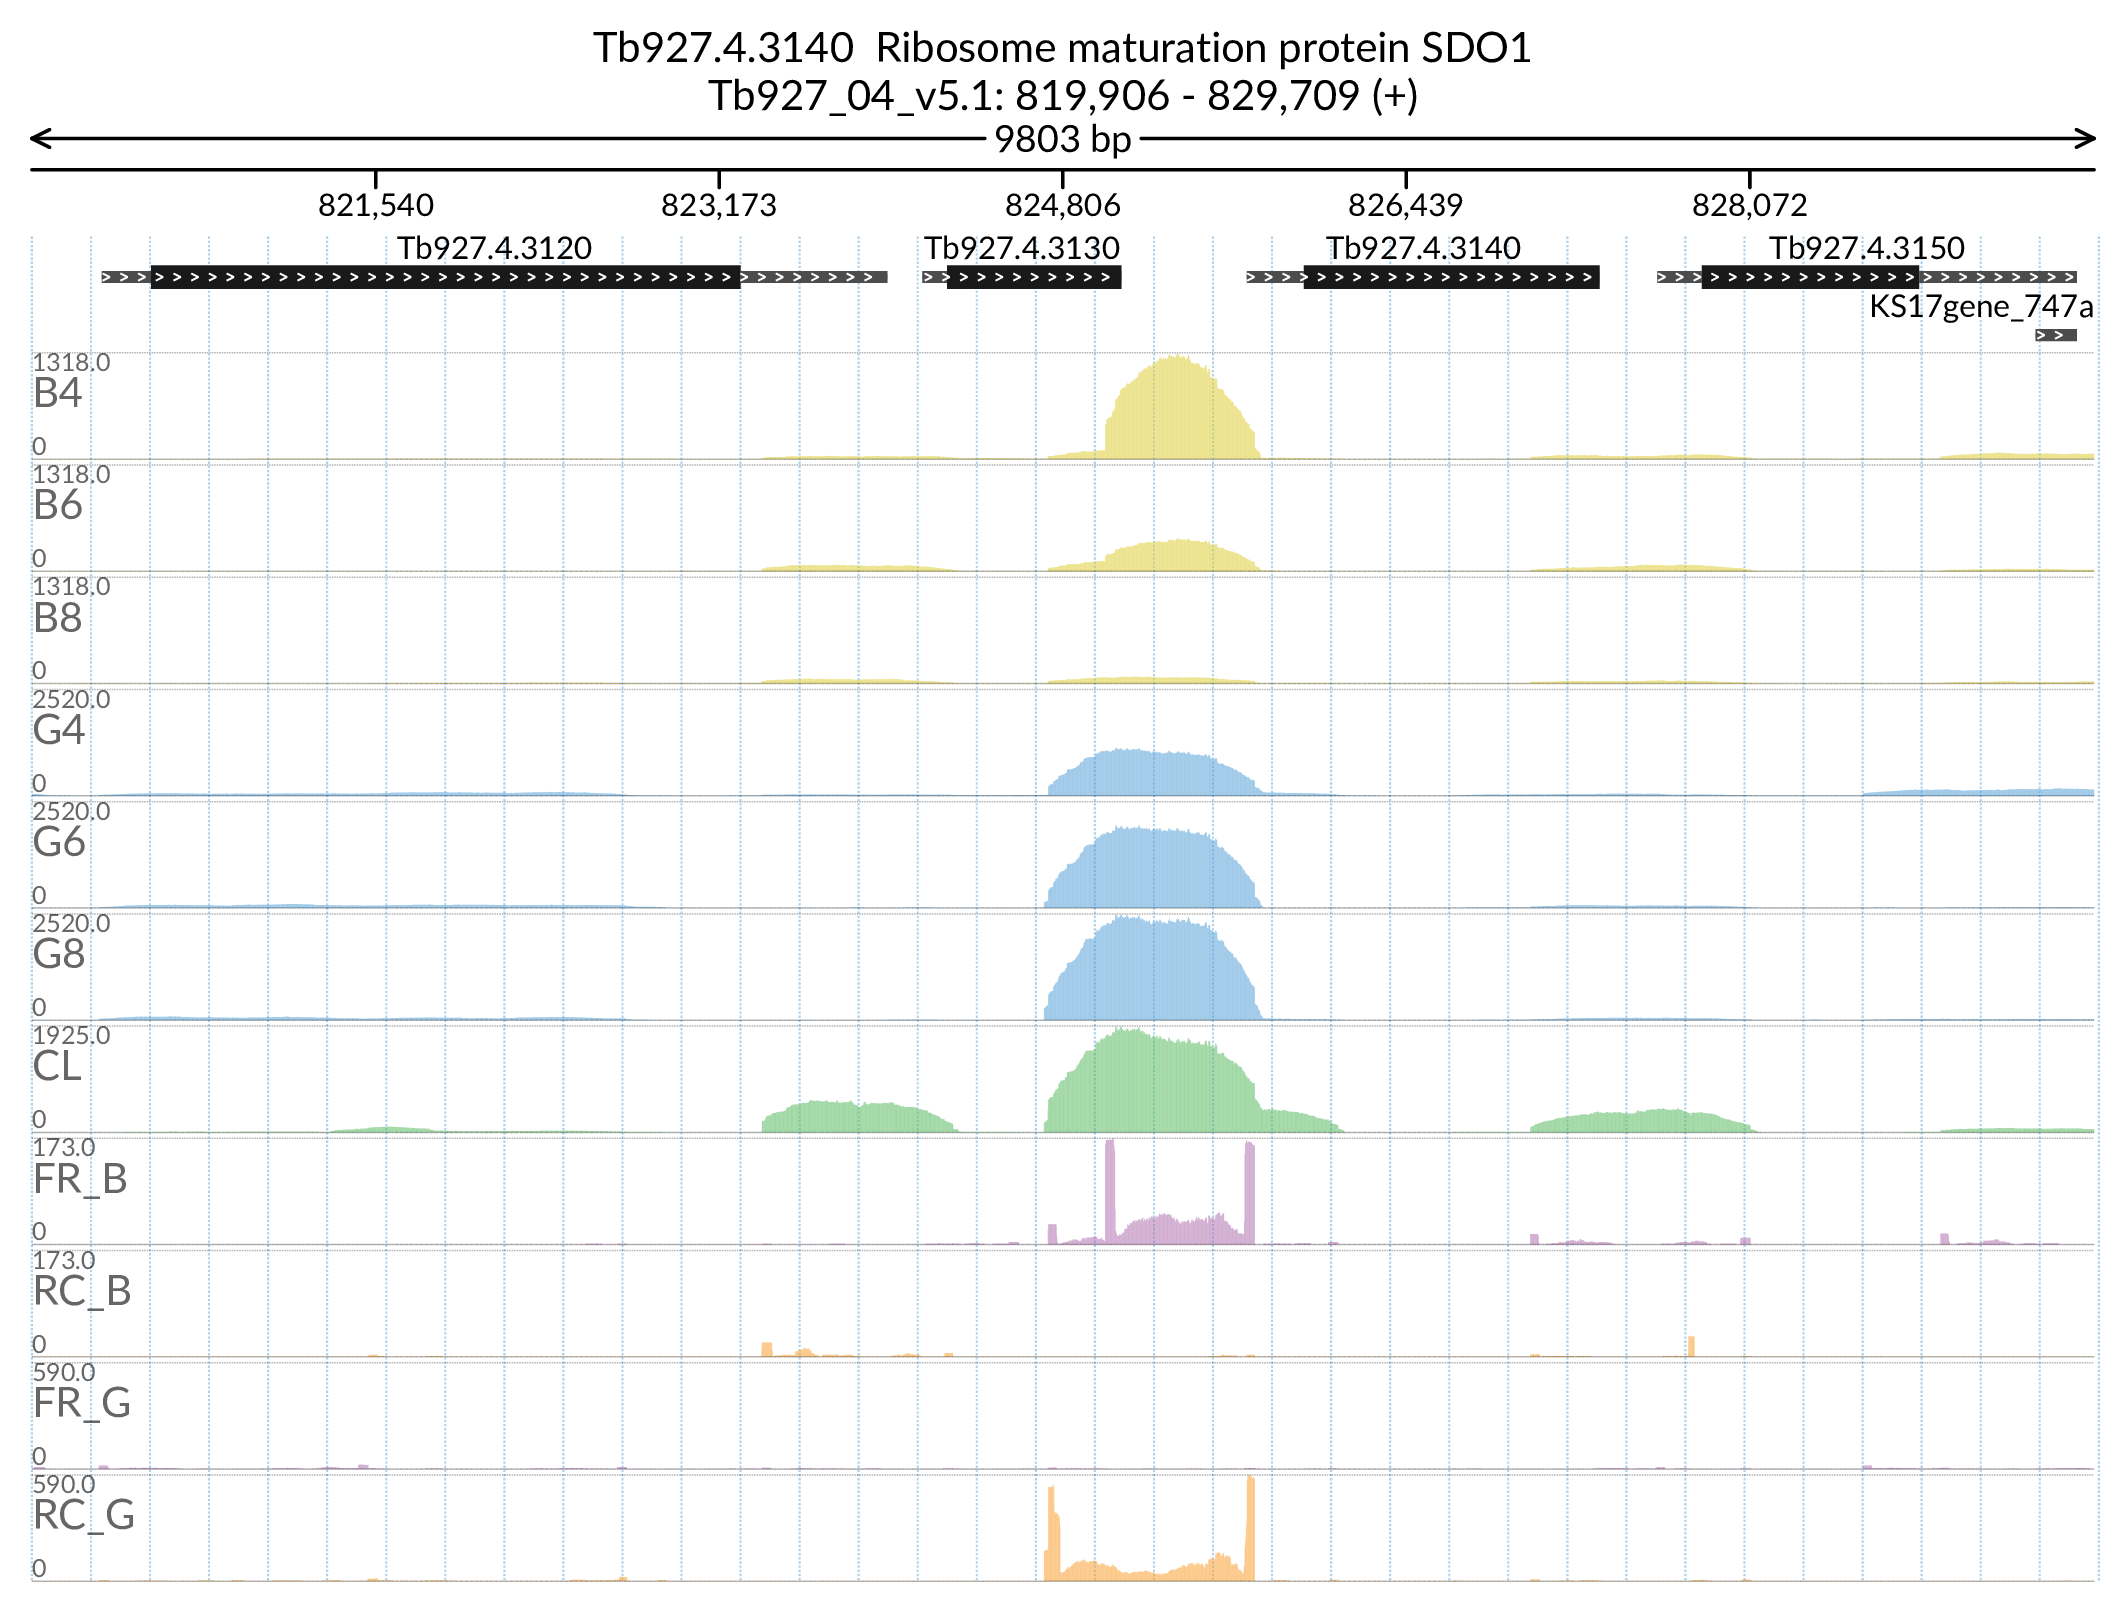 Tb927.4.3140  Ribosome maturation protein SDO1
Tb927_04_v5.1: 819,906 - 829,709 (+)
9803 bp
821,540 823,173 824,806 826,439 828,072
Tb927.4.3120 Tb927.4.3130 Tb927.4.3140 Tb927.4.3150
KS17gene_747a
1318.0
B4
0
1318.0
B6
0
1318.0
B8
0
2520.0
G4
0
2520.0
G6
0
2520.0
G8
0
1925.0
CL
0
173.0
FR_B
0
173.0
RC_B
0
590.0
FR_G
0
590.0
RC_G
0